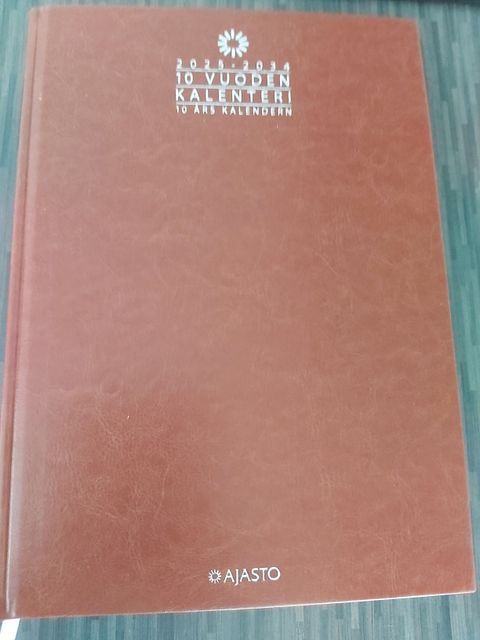 2025-2034
10 VUODEN
KALENTERI
10 ÅRS KALENDERN
AJASTO